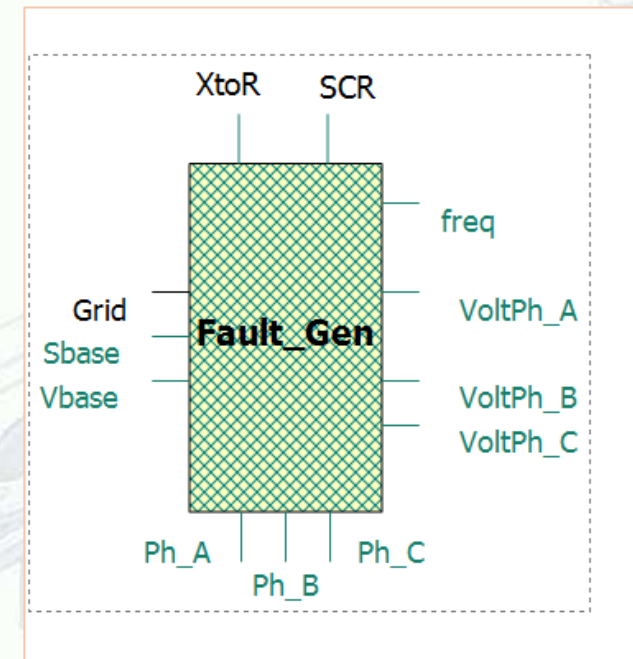 XtoR
SCR
freq
Grid
VoltPh_A
Fault_Gen
Sbase
Vbase
VoltPh_B
VoltPh_C
Ph_A
Ph_C
Ph_B